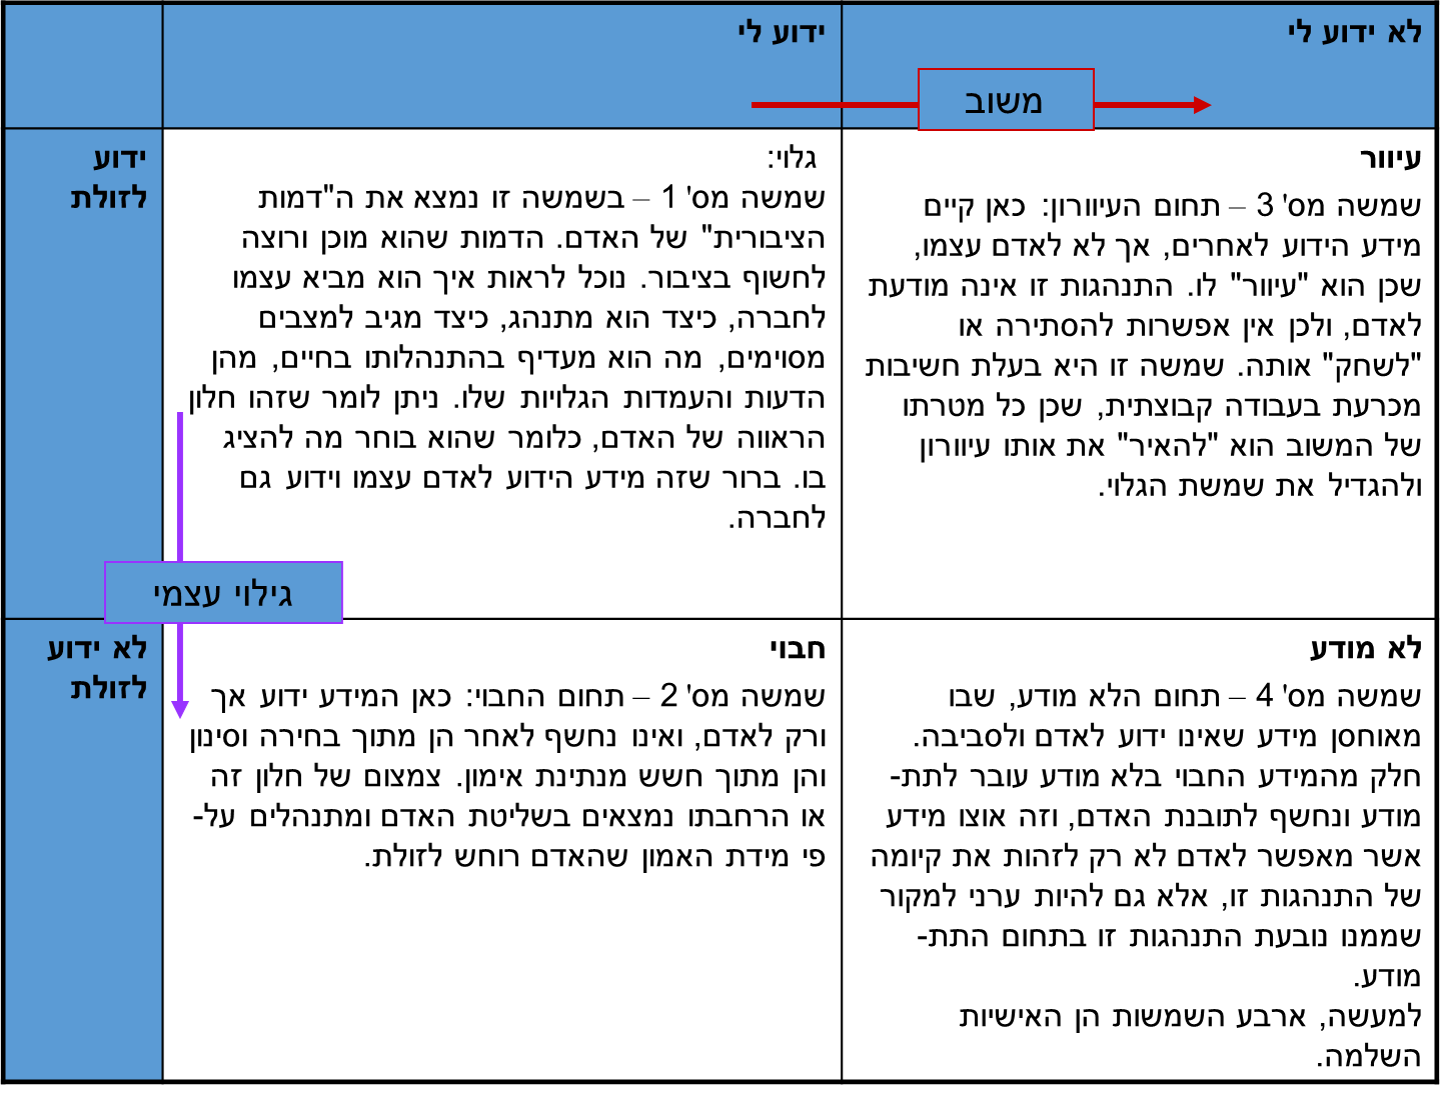 לא ידוע לי
ידוע לי
משוב
ידוע
לזולת
גלוי:
שמשה מס' 1 – בשמשה זו נמצא את ה"דמות
הציבורית" של האדם. הדמות שהוא מוכן ורוצה
לחשוף בציבור. נוכל לראות איך הוא מביא עצמו
לחברה, כיצד הוא מתנהג, כיצד מגיב למצבים
מסוימים, מה הוא מעדיף בהתנהלותו בחיים, מהן
הדעות והעמדות הגלויות שלו. ניתן לומר שזהו חלון
הראווה של האדם, כלומר שהוא בוחר מה להציג
בו. ברור שזה מידע הידוע לאדם עצמו וידוע גם
לחברה.
עיוור
שמשה מס' 3 – תחום העיוורון: כאן קיים
מידע הידוע לאחרים, אך לא לאדם עצמו,
שכן הוא "עיוור" לו. התנהגות זו אינה מודעת
לאדם, ולכן אין אפשרות להסתירה או
"לשחק" אותה. שמשה זו היא בעלת חשיבות
מכרעת בעבודה קבוצתית, שכן כל מטרתו
של המשוב הוא "להאיר" את אותו עיוורון
ולהגדיל את שמשת הגלוי.
גילוי עצמי
לא ידוע
לזולת
חבוי
שמשה מס' 2 – תחום החבוי: כאן המידע ידוע אך
ורק לאדם, ואינו נחשף לאחר הן מתוך בחירה וסינון
והן מתוך חשש מנתינת אימון. צמצום של חלון זה
או הרחבתו נמצאים בשליטת האדם ומתנהלים על-
פי מידת האמון שהאדם רוחש לזולת.
לא מודע
שמשה מס' 4 – תחום הלא מודע, שבו
מאוחסן מידע שאינו ידוע לאדם ולסביבה.
חלק מהמידע החבוי בלא מודע עובר לתת-
מודע ונחשף לתובנת האדם, וזה אוצו מידע
אשר מאפשר לאדם לא רק לזהות את קיומה
של התנהגות זו, אלא גם להיות ערני למקור
שממנו נובעת התנהגות זו בתחום התת-
מודע.
למעשה, ארבע השמשות הן האישיות
השלמה.